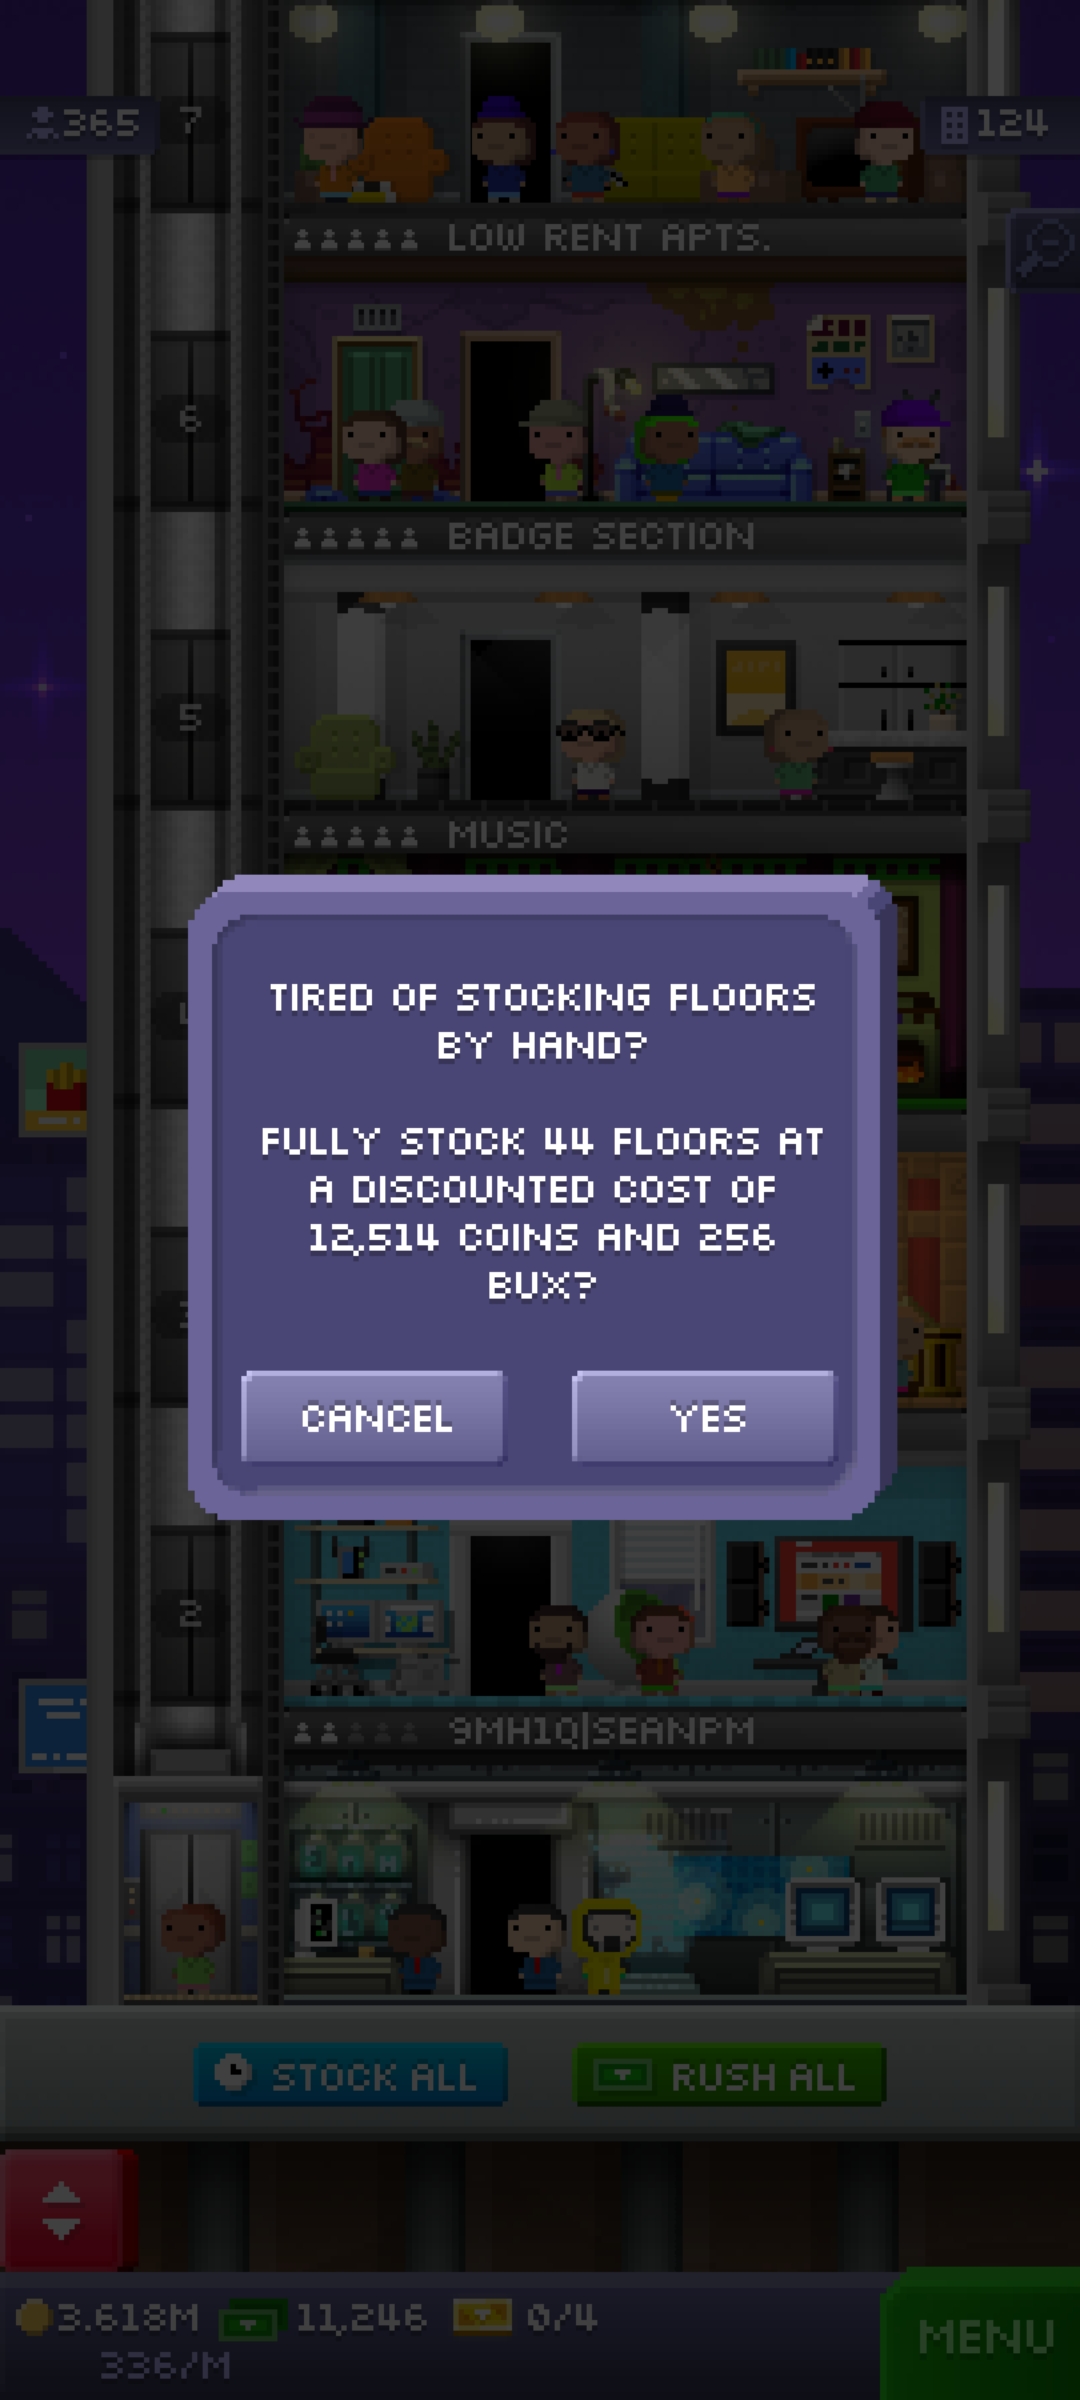 365
7
124
LOW RENT APTS.
6
BADGE SECTION
5
MUSIC
TIRED OF STOCKING FLOORS
BY HAND?
FULLY STOCK 44 FLOORS AT
A DISCOUNTED COST OF
12,514 COINS AND 256
BUX?
CANCEL
YES
2
9MH1Q|SEANPM
STOCK ALL
RUSH ALL
3.618M
11,246
0/4
336/M
MENU